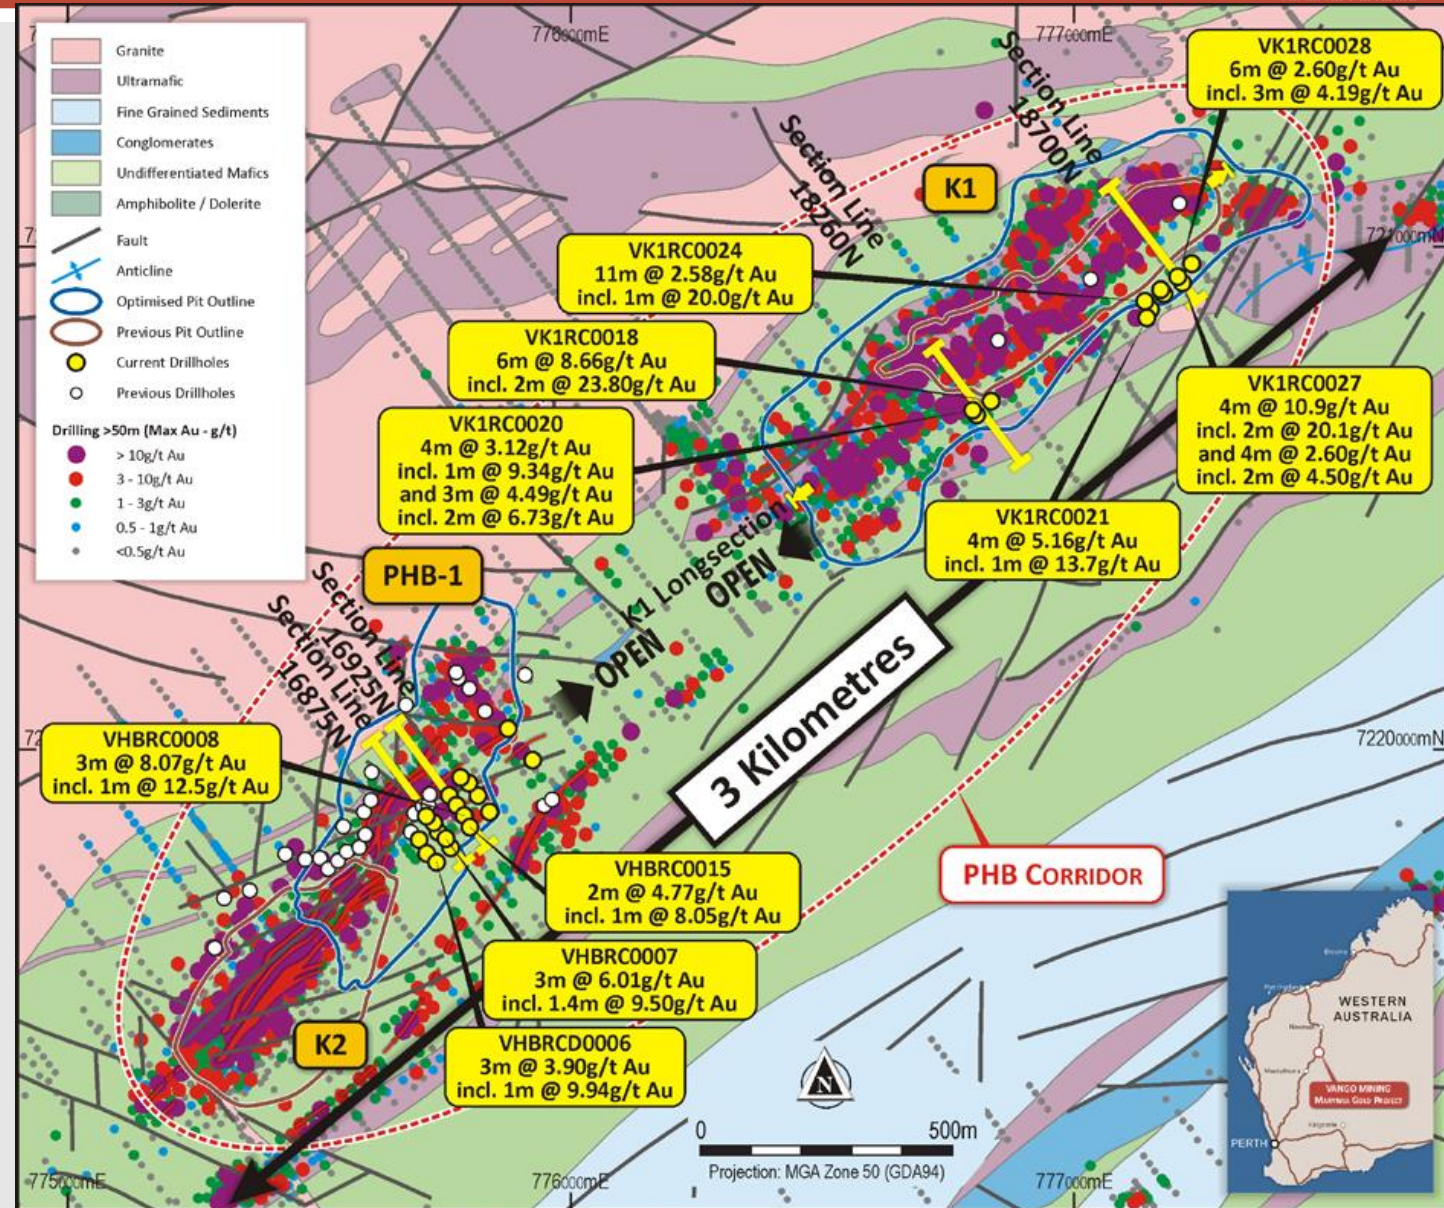 Granite
Ultramafic
Fine Grained Sediments
Conglomerates
Undifferentiated Mafics
Amphibolite / Dolerite
Fault
Anticline
Optimised Pit Outline
Previous Pit Outline
Current Drillholes
Previous Drillholes
Drilling >50m (Max Au - g/t)
> 10g/t Au
3 - 10g/t Au
1 - 3g/t Au
0.5 - 1g/t Au
<0.5g/t Au
776000mE
777000mE
Section Line
18700N
Section Line
18260N
VK1RC0028
6m @ 2.60g/t Au
incl. 3m @ 4.19g/t Au
K1
VK1RC0024
11m @ 2.58g/t Au
incl. 1m @ 20.0g/t Au
VK1RC0018
6m @ 8.66g/t Au
incl. 2m @ 23.80g/t Au
VK1RC0020
4m @ 3.12g/t Au
incl. 1m @ 9.34g/t Au
and 3m @ 4.49g/t Au
incl. 2m @ 6.73g/t Au
VK1RC0027
4m @ 10.9g/t Au
incl. 2m @ 20.1g/t Au
and 4m @ 2.60g/t Au
incl. 2m @ 4.50g/t Au
VK1RC0021
4m @ 5.16g/t Au
incl. 1m @ 13.7g/t Au
K1 Longsection
OPEN
OPEN
PHB-1
Section Line
16925N
Section Line
16875N
3 Kilometres
7220000mN
VHBRC0008
3m @ 8.07g/t Au
incl. 1m @ 12.5g/t Au
VHBRC0015
2m @ 4.77g/t Au
incl. 1m @ 8.05g/t Au
PHB CORRIDOR
VHBRC0007
3m @ 6.01g/t Au
incl. 1.4m @ 9.50g/t Au
K2
VHBRCD0006
3m @ 3.90g/t Au
incl. 1m @ 9.94g/t Au
N
0 500m
Projection: MGA Zone 50 (GDA94)
775000mE
776000mE
777000mE
WESTERN
AUSTRALIA
VANGO MINING
MARYMIA GOLD PROJECT
PERTH